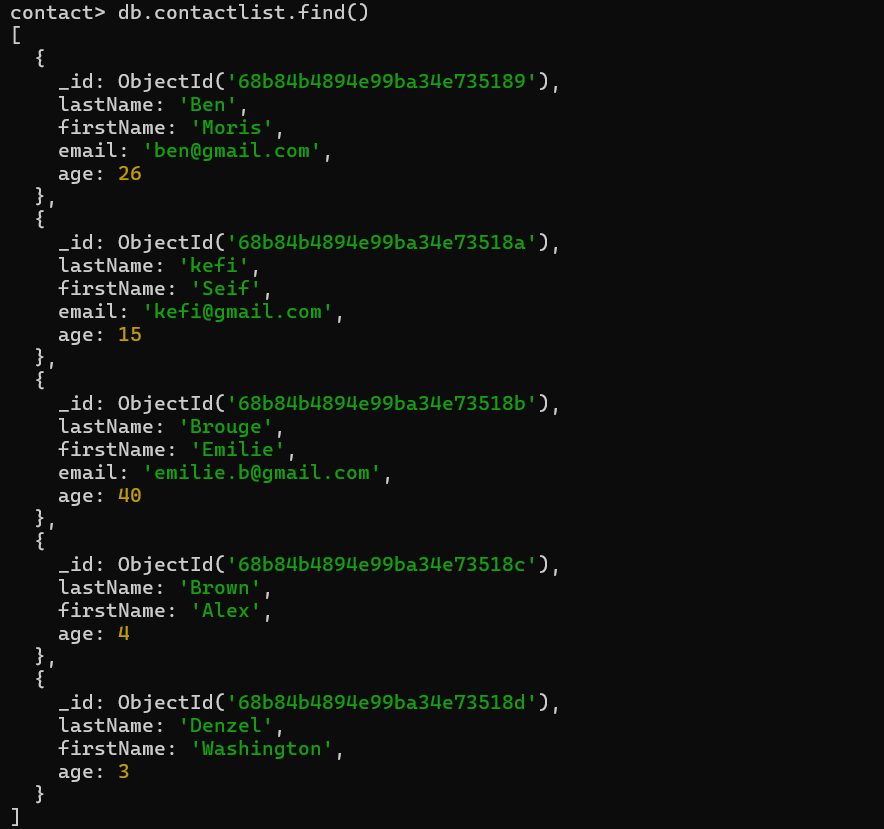 contact> db.contactlist.find()
[
  {
    _id: ObjectId('68b84b4894e99ba34e735189'),
    lastName: 'Ben',
    firstName: 'Moris',
    email: 'ben@gmail.com',
    age: 26
  },
  {
    _id: ObjectId('68b84b4894e99ba34e73518a'),
    lastName: 'kefi',
    firstName: 'Seif',
    email: 'kefi@gmail.com',
    age: 15
  },
  {
    _id: ObjectId('68b84b4894e99ba34e73518b'),
    lastName: 'Brouge',
    firstName: 'Emilie',
    email: 'emilie.b@gmail.com',
    age: 40
  },
  {
    _id: ObjectId('68b84b4894e99ba34e73518c'),
    lastName: 'Brown',
    firstName: 'Alex',
    age: 4
  },
  {
    _id: ObjectId('68b84b4894e99ba34e73518d'),
    lastName: 'Denzel',
    firstName: 'Washington',
    age: 3
  }
]